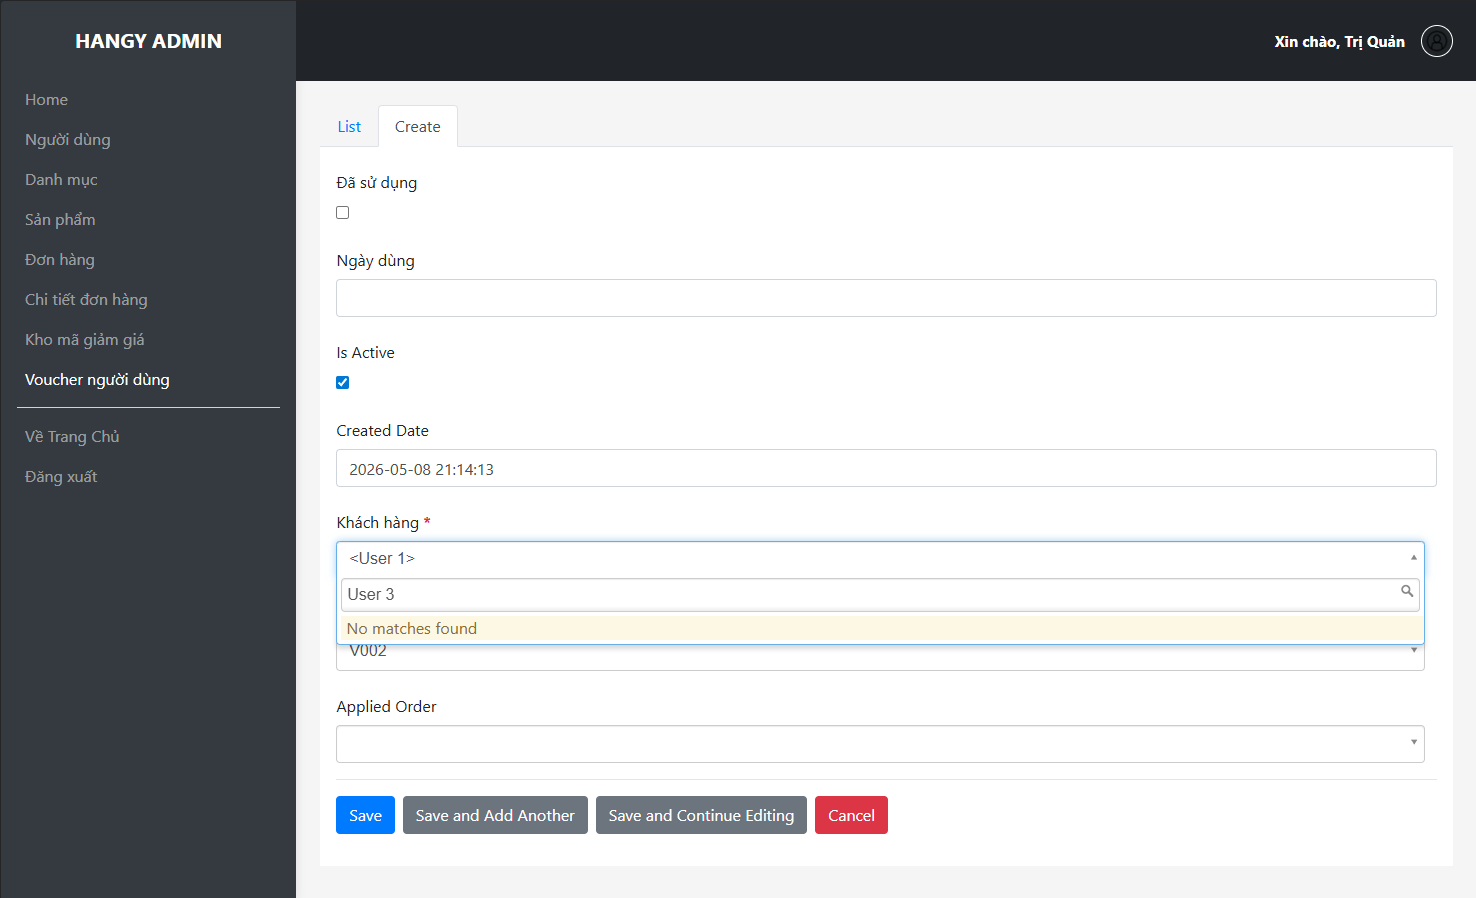 HANGY ADMIN
Xin chào, Trị Quản
Home
Người dùng
Danh mục
Sản phẩm
Đơn hàng
Chi tiết đơn hàng
Kho mã giảm giá
Voucher người dùng
Về Trang Chủ
Đăng xuất
List
Create
Đã sử dụng
Ngày dùng
Is Active
Created Date
2026-05-08 21:14:13
Khách hàng *
<User 1>
User 3
No matches found
V002
Applied Order
Save
Save and Add Another
Save and Continue Editing
Cancel